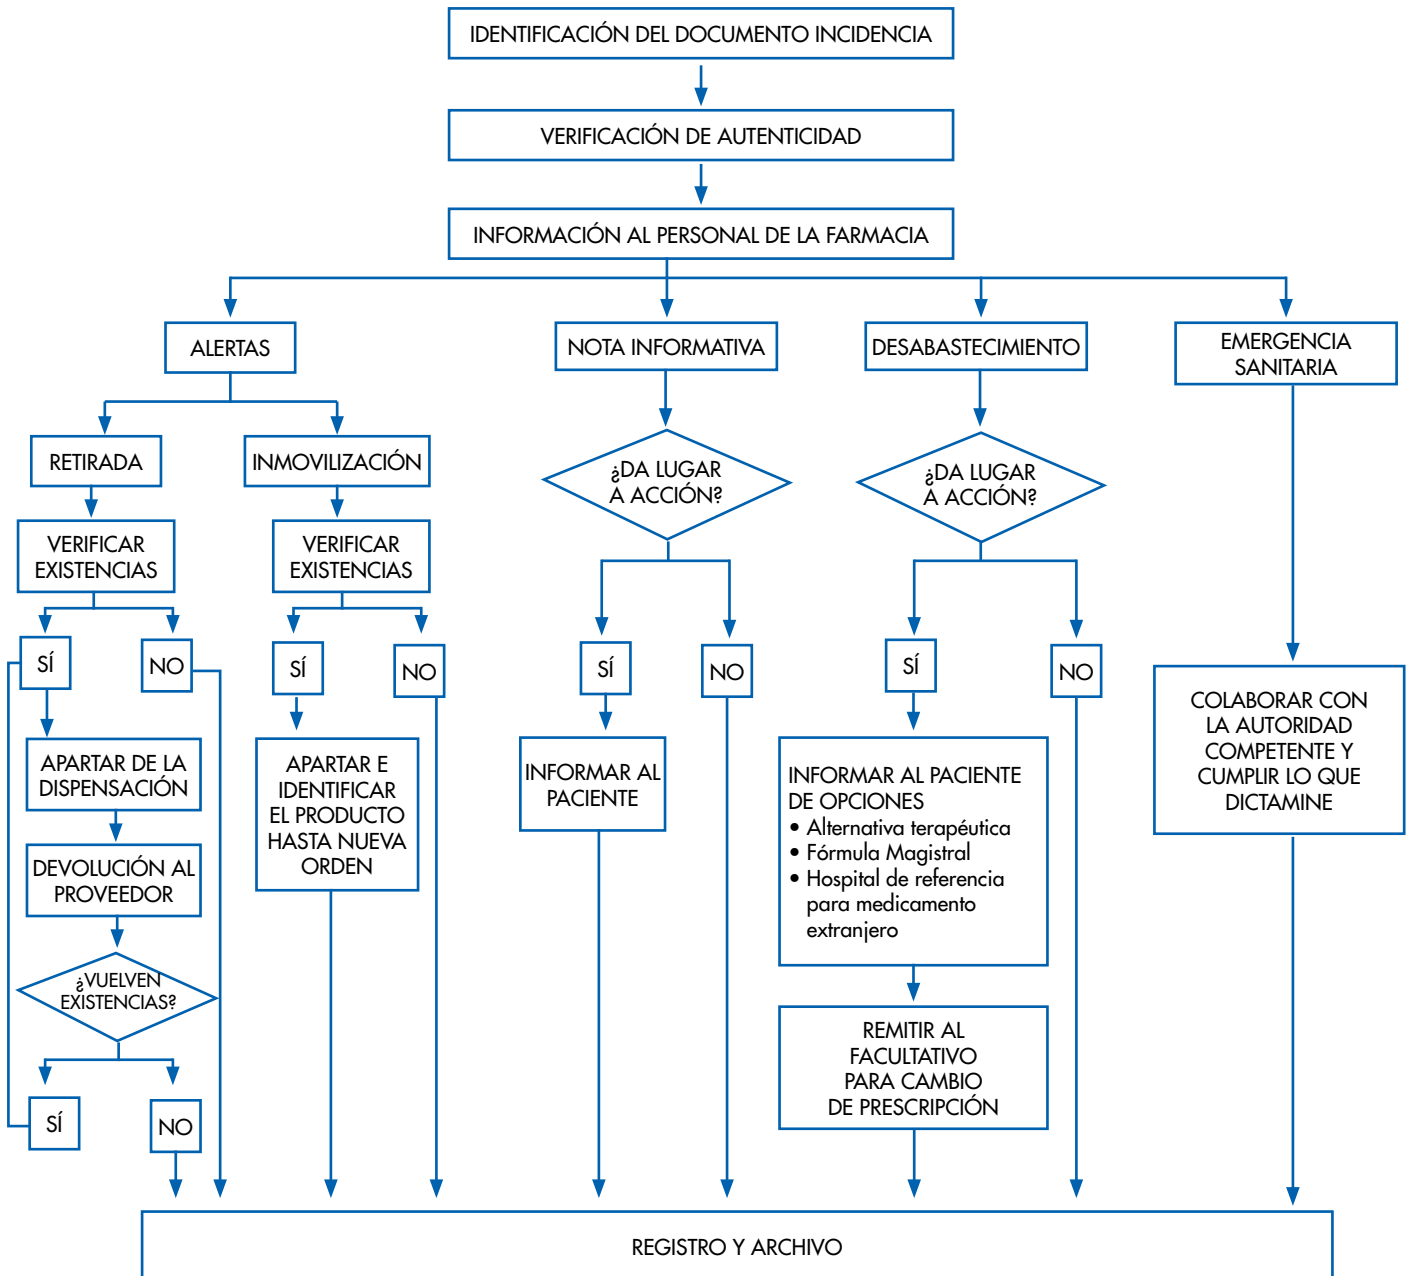 IDENTIFICACIÓN DEL DOCUMENTO INCIDENCIA
VERIFICACIÓN DE AUTENTICIDAD
INFORMACIÓN AL PERSONAL DE LA FARMACIA
ALERTAS
NOTA INFORMATIVA
DESABASTECIMIENTO
EMERGENCIA
SANITARIA
RETIRADA
INMOVILIZACIÓN
¿DA LUGAR
A ACCIÓN?
¿DA LUGAR
A ACCIÓN?
VERIFICAR
EXISTENCIAS
VERIFICAR
EXISTENCIAS
SÍ
NO
SÍ
NO
SÍ
NO
SÍ
NO
COLABORAR CON
LA AUTORIDAD
COMPETENTE Y
CUMPLIR LO QUE
DICTAMINE
APARTAR DE LA
DISPENSACIÓN
APARTAR E
IDENTIFICAR
EL PRODUCTO
HASTA NUEVA
ORDEN
INFORMAR AL
PACIENTE
INFORMAR AL PACIENTE
DE OPCIONES
• Alternativa terapéutica
• Fórmula Magistral
• Hospital de referencia
para medicamento
extranjero
DEVOLUCIÓN AL
PROVEEDOR
¿VUELVEN
EXISTENCIAS?
REMITIR AL
FACULTATIVO
PARA CAMBIO
DE PRESCRIPCIÓN
SÍ
NO
REGISTRO Y ARCHIVO